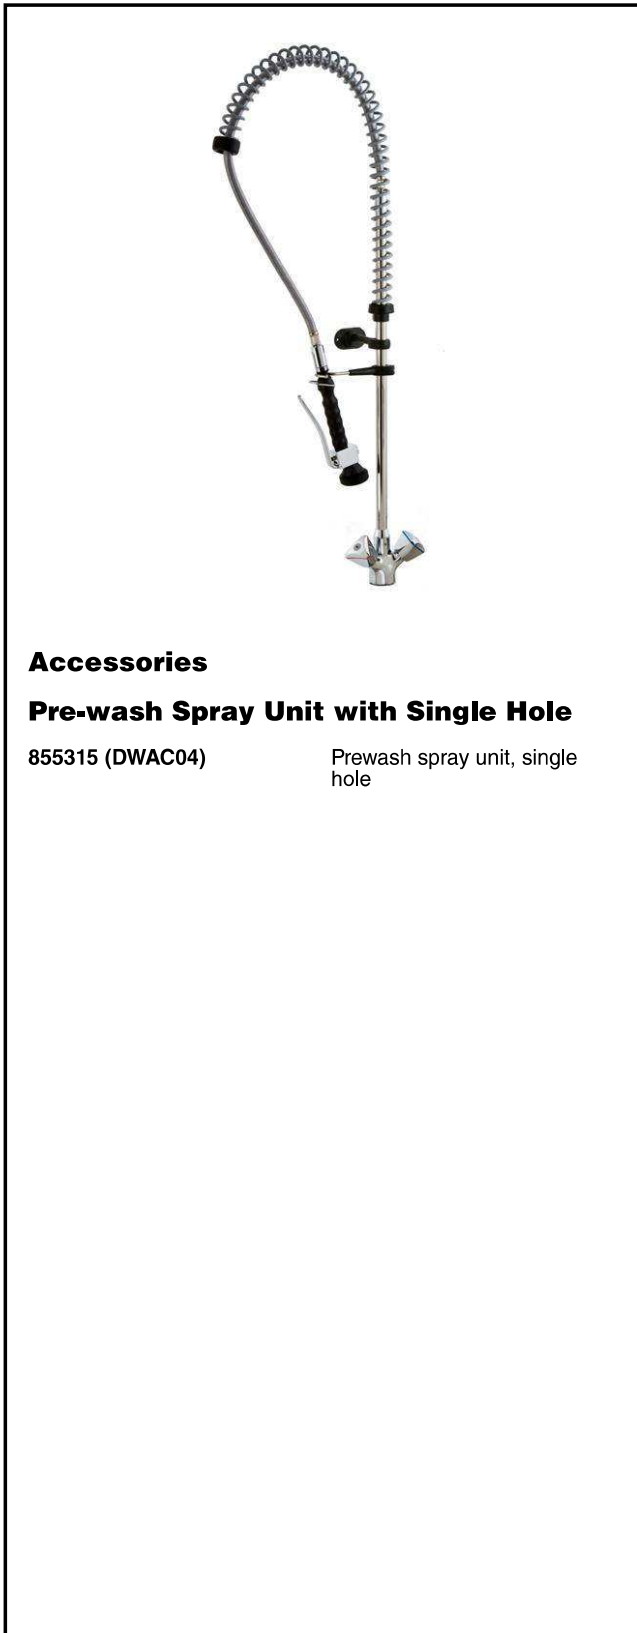 Accessories
Pre-wash Spray Unit with Single Hole
855315 (DWAC04) Prewash spray unit, single
hole